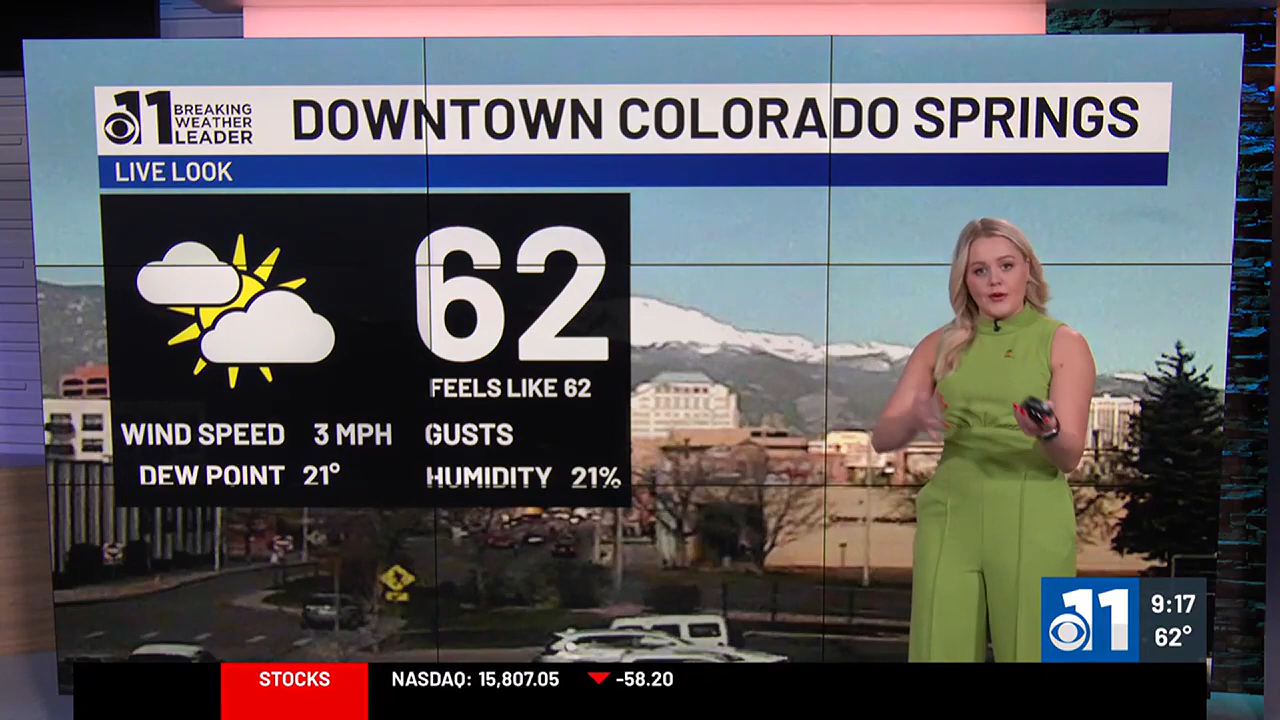 11 BREAKING
WEATHER
LEADER
DOWNTOWN COLORADO SPRINGS
LIVE LOOK
62
FEELS LIKE 62
WIND SPEED 3 MPH GUSTS
DEW POINT 21° HUMIDITY 21%
11 9:17
62°
STOCKS NASDAQ: 15,807.05 -58.20